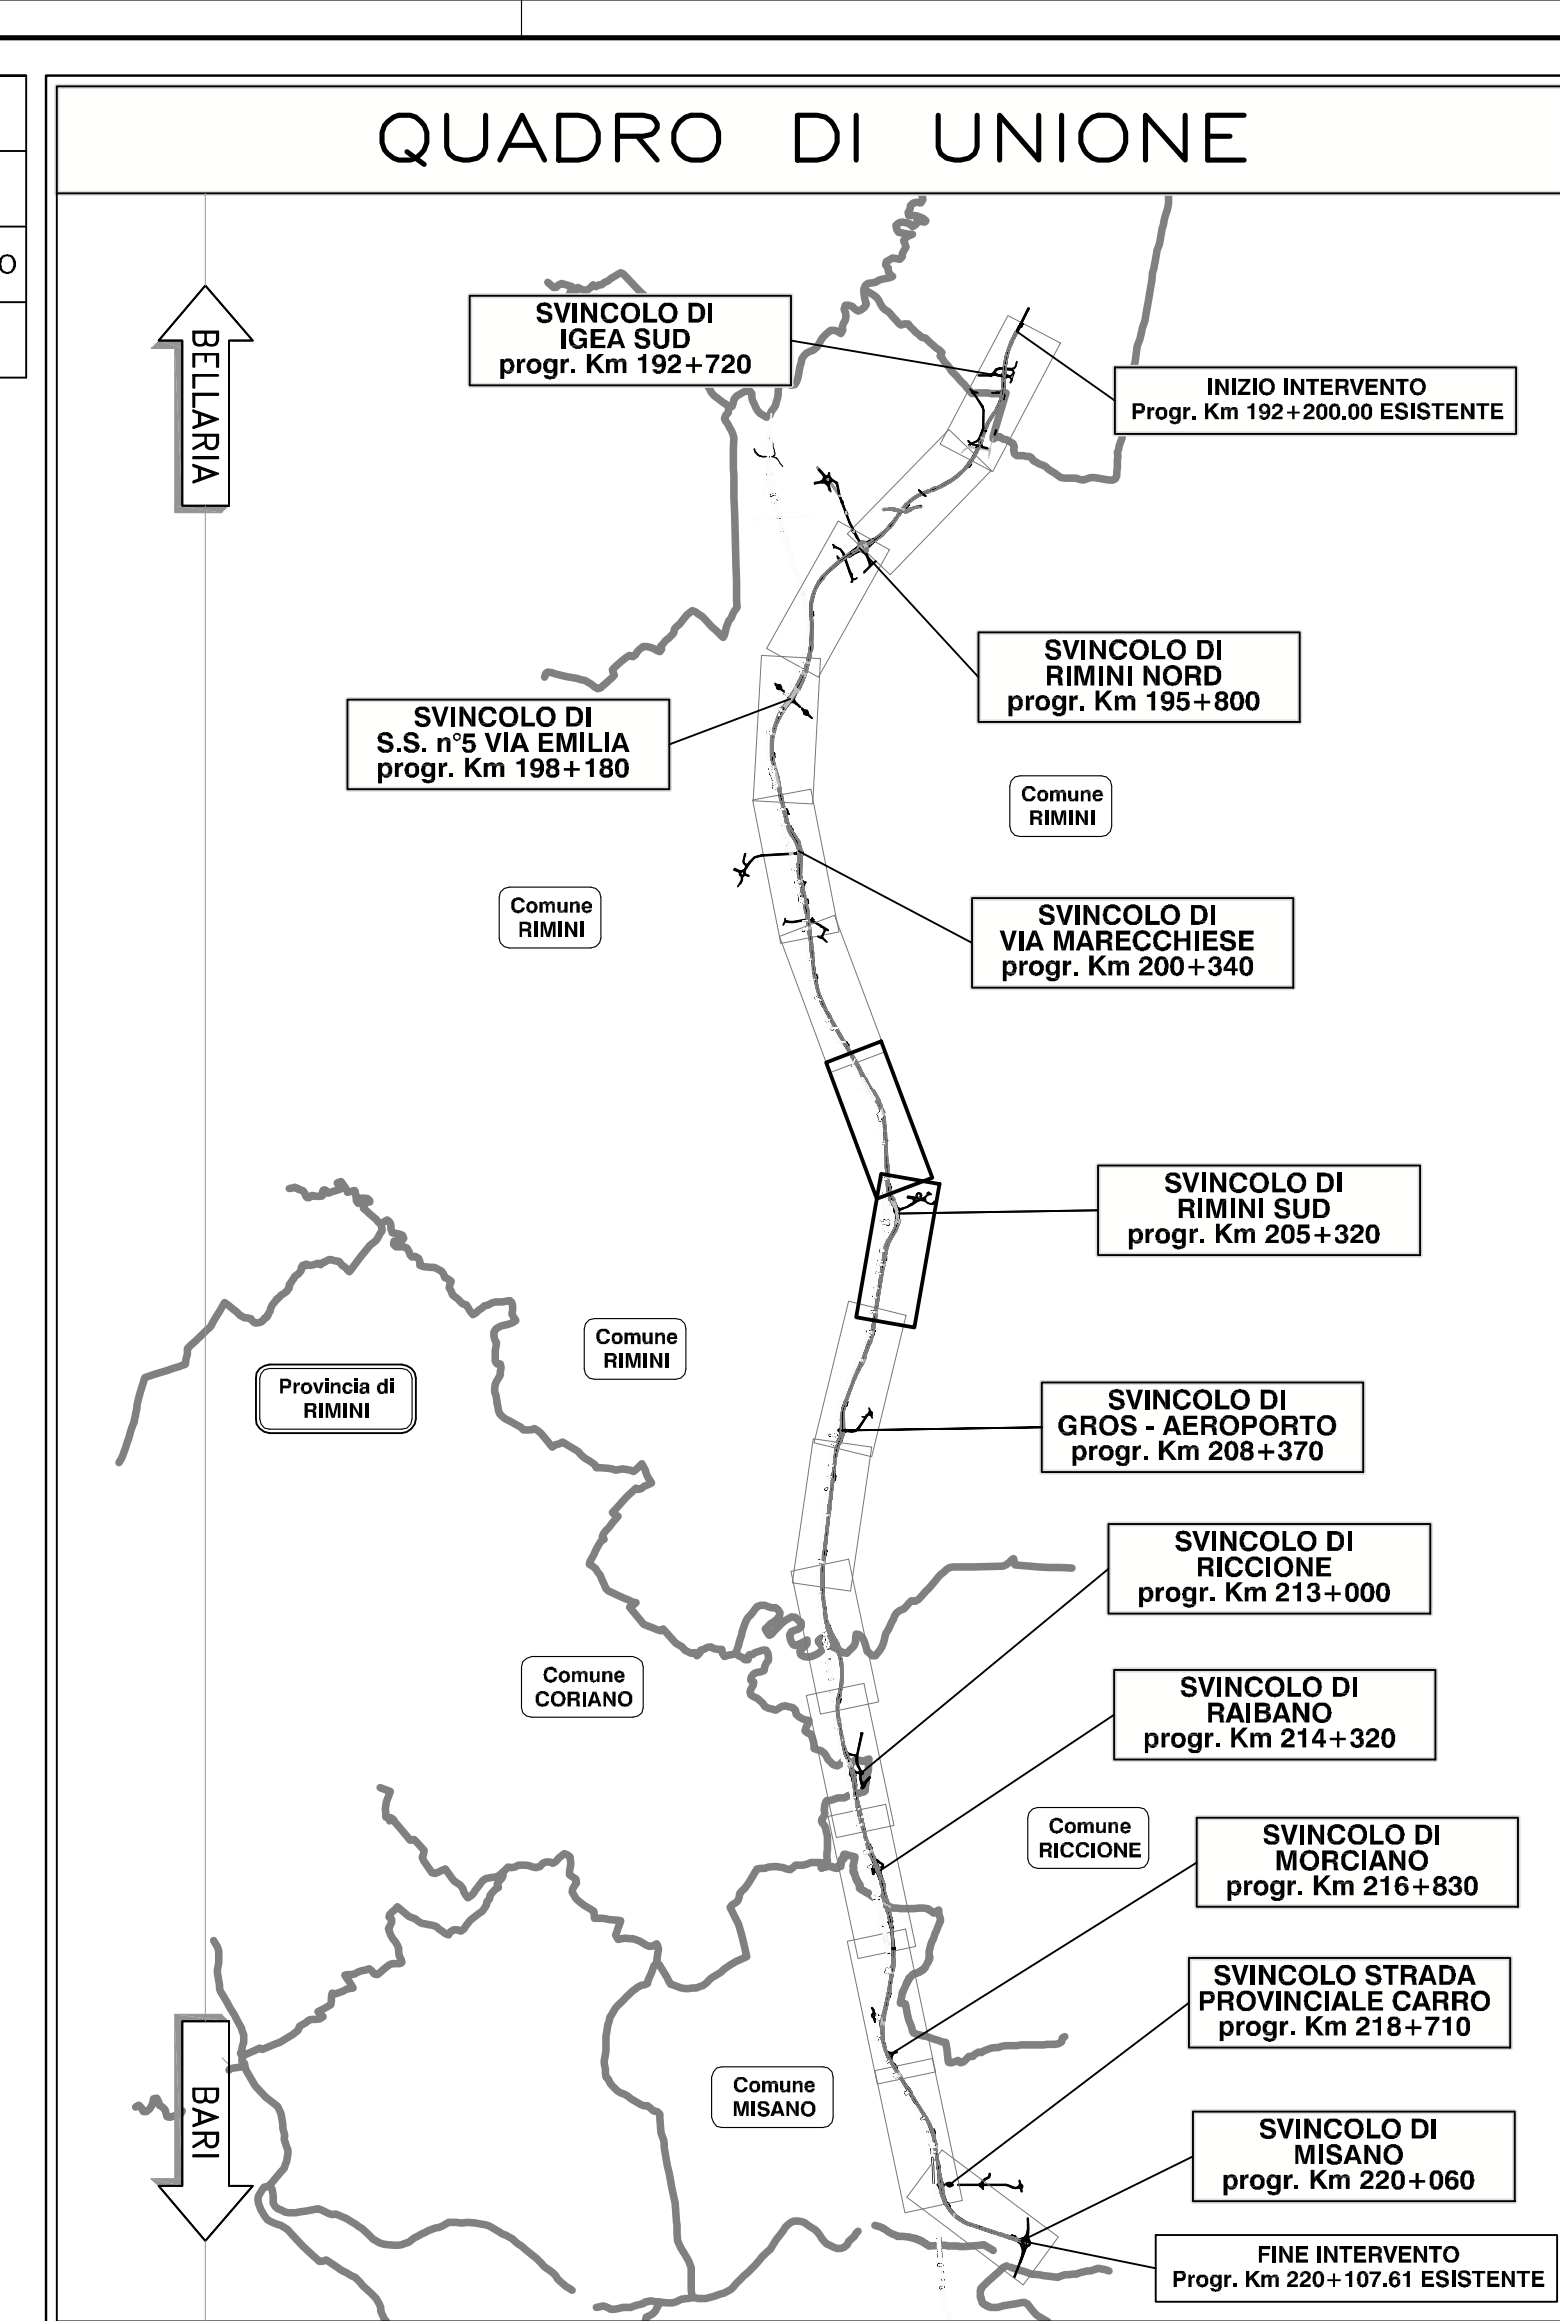 QUADRO DI UNIONE
O
BELLARIA
SVINCOLO DI
IGEA SUD
progr. Km 192+720
INIZIO INTERVENTO
Progr. Km 192+200.00 ESISTENTE
SVINCOLO DI
RIMINI NORD
progr. Km 195+800
SVINCOLO DI
S.S. n°5 VIA EMILIA
progr. Km 198+180
Comune
RIMINI
Comune
RIMINI
SVINCOLO DI
VIA MARECCHIESE
progr. Km 200+340
SVINCOLO DI
RIMINI SUD
progr. Km 205+320
Comune
RIMINI
Provincia di
RIMINI
SVINCOLO DI
GROS - AEROPORTO
progr. Km 208+370
SVINCOLO DI
RICCIONE
progr. Km 213+000
Comune
CORIANO
SVINCOLO DI
RAIBANO
progr. Km 214+320
Comune
RICCIONE
SVINCOLO DI
MORCIANO
progr. Km 216+830
SVINCOLO STRADA
PROVINCIALE CARRO
progr. Km 218+710
BARI
Comune
MISANO
SVINCOLO DI
MISANO
progr. Km 220+060
FINE INTERVENTO
Progr. Km 220+107.61 ESISTENTE